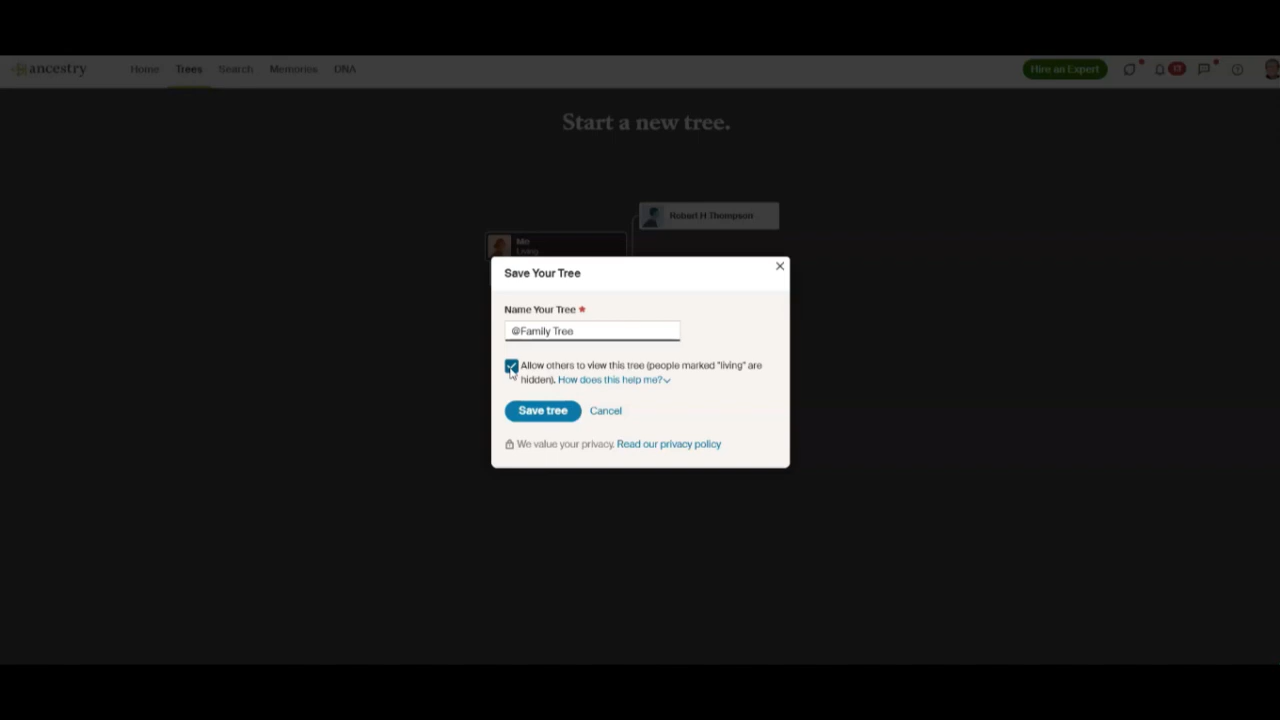 ancestry
Home Trees Search Memories DNA
Hire an Expert
Start a new tree.
Robert H Thompson
Me
Living
Save Your Tree
Name Your Tree *
@Family Tree
Allow others to view this tree (people marked "living" are
hidden). How does this help me?
Save tree Cancel
We value your privacy. Read our privacy policy